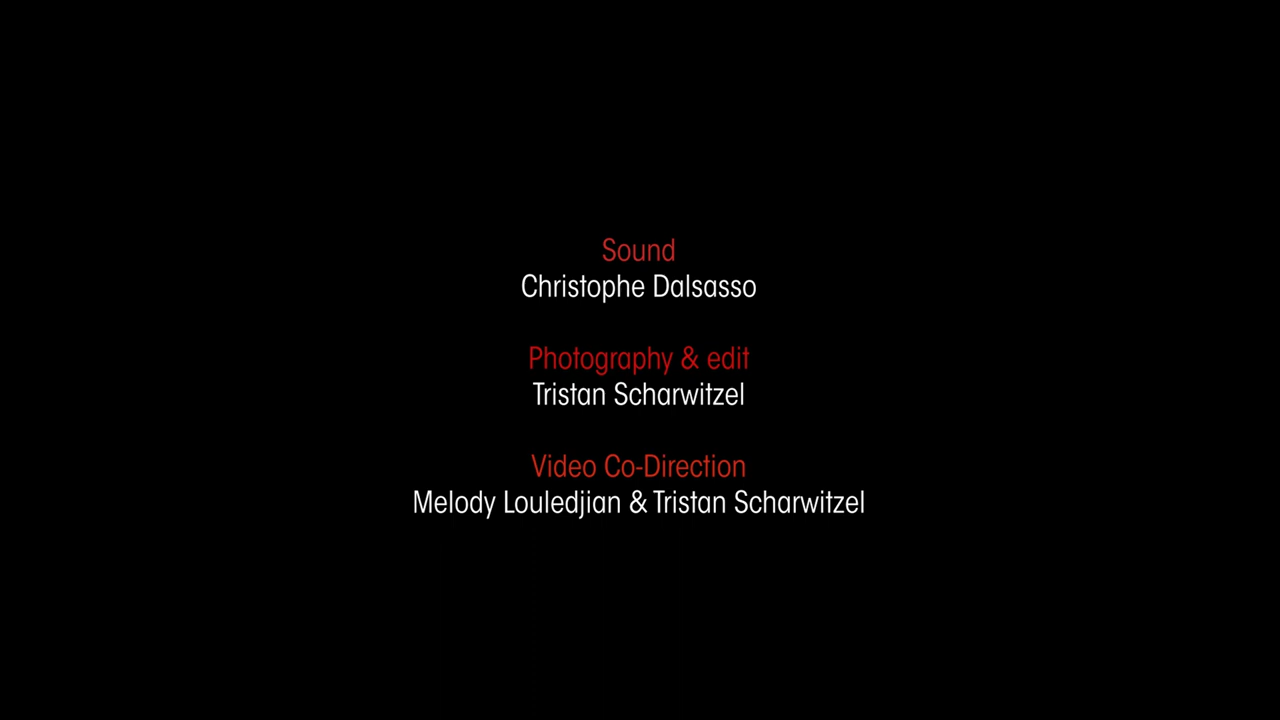 Sound
Christophe Dalsasso
Photography & edit
Tristan Scharwitzel
Video Co-Direction
Melody Louledjian & Tristan Scharwitzel